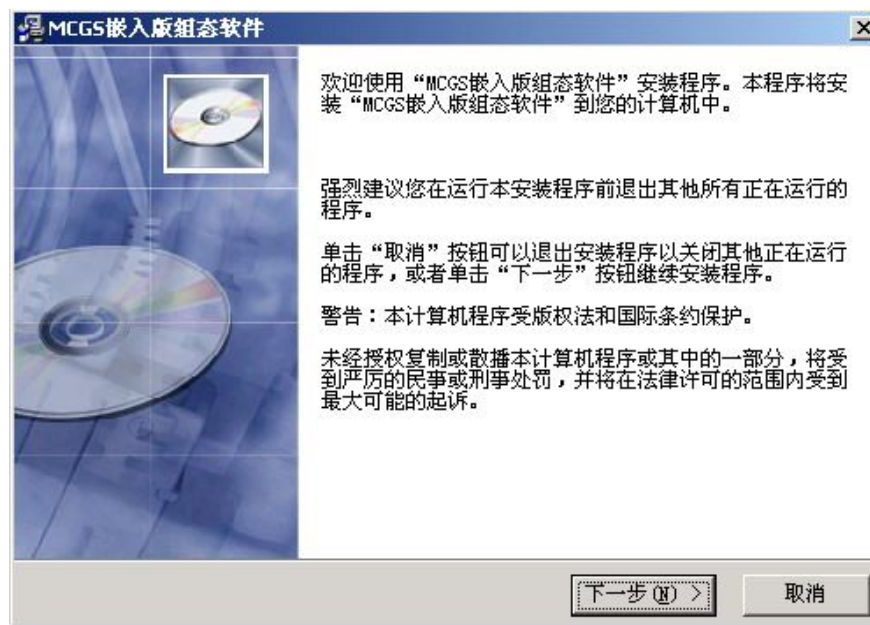 MCGS嵌入版组态软件
欢迎使用“MCGS嵌入版组态软件”安装程序。本程序将安
装“MCGS嵌入版组态软件”到您的计算机中。
强烈建议您在运行本安装程序前退出其他所有正在运行的
程序。
单击“取消”按钮可以退出安装程序以关闭其他正在运行
的程序，或者单击“下一步”按钮继续安装程序。
警告：本计算机程序受版权法和国际条约保护。
未经授权复制或散播本计算机程序或其中的一部分，将受
到严厉的民事或刑事处罚，并将在法律许可的范围内受到
最大可能的起诉。
下一步(N) >
取消